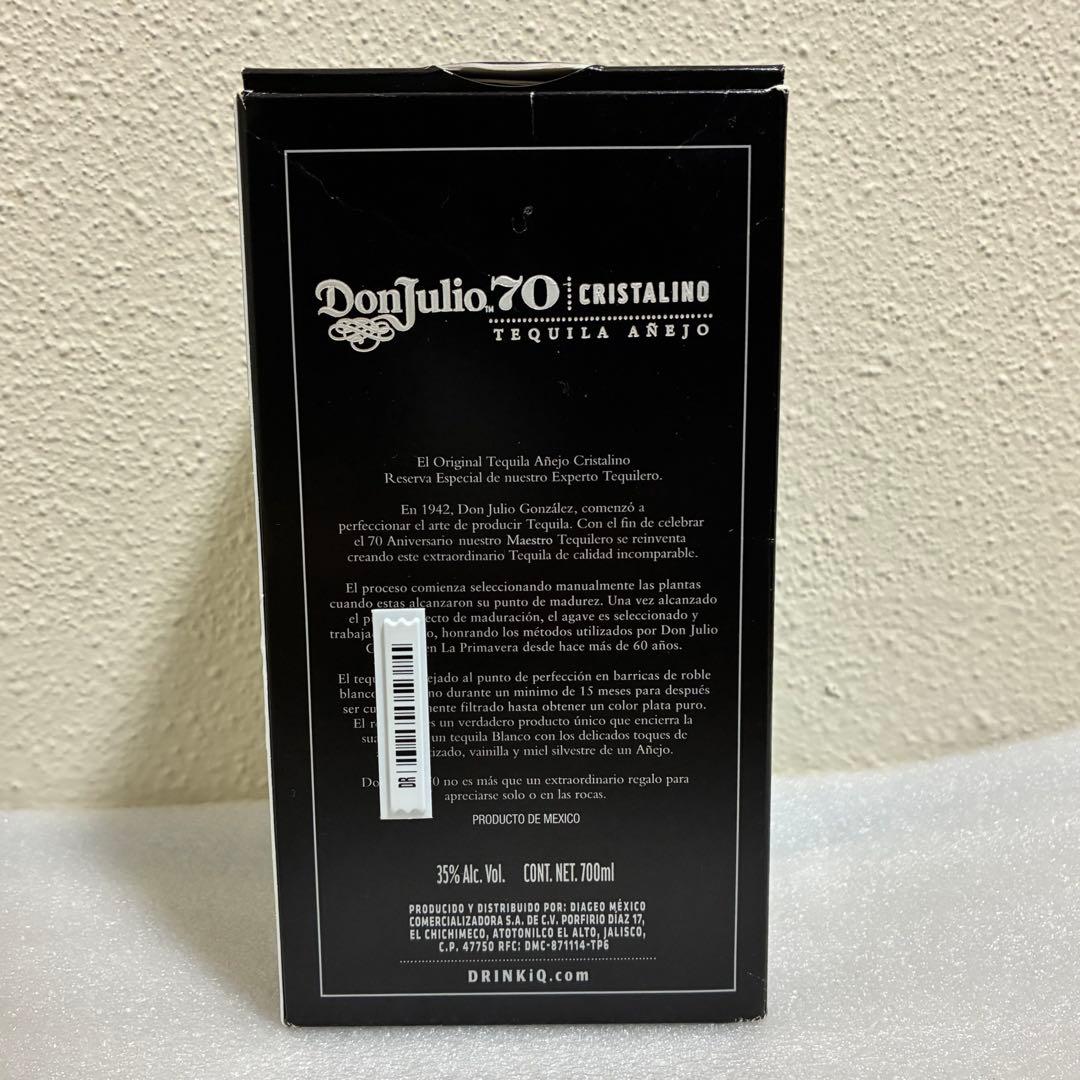 DonJulio™ 70 CRISTALINO
TEQUILA AÑEJO
El Original Tequila Añejo Cristalino
Reserva Especial de nuestro Experto Tequilero.
En 1942, Don Julio González, comenzó a
perfeccionar el arte de producir Tequila. Con el fin de celebrar
el 70 Aniversario nuestro Maestro Tequilero se reinventa
creando este extraordinario Tequila de calidad incomparable.
El proceso comienza seleccionando manualmente las plantas
cuando estas alcanzaron su punto de madurez. Una vez alcanzado
el de maduración, el agave es seleccionado y
honrando los métodos utilizados por Don Julio
en La Primavera desde hace más de 60 años.
El al punto de perfección en barricas de roble
blanco durante un minimo de 15 meses para después
ser filtrado hasta obtener un color plata puro.
El un verdadero producto único que encierra la
un tequila Blanco con los delicados toques de
vainilla y miel silvestre de un Añejo.
no es más que un extraordinario regalo para
apreciarse solo o en las rocas.
DR
PRODUCTO DE MEXICO
35% Alc. Vol. CONT. NET. 700ml
PRODUCIDO Y DISTRIBUIDO POR: DIAGEO MÉXICO
COMERCIALIZADORA S.A. DE C.V. PORFIRIO DÍAZ 17,
EL CHICHIMECO, ATOTONILCO EL ALTO, JALISCO,
C.P. 47750 RFC: DMC-871114-TP6
DRINKiQ.com